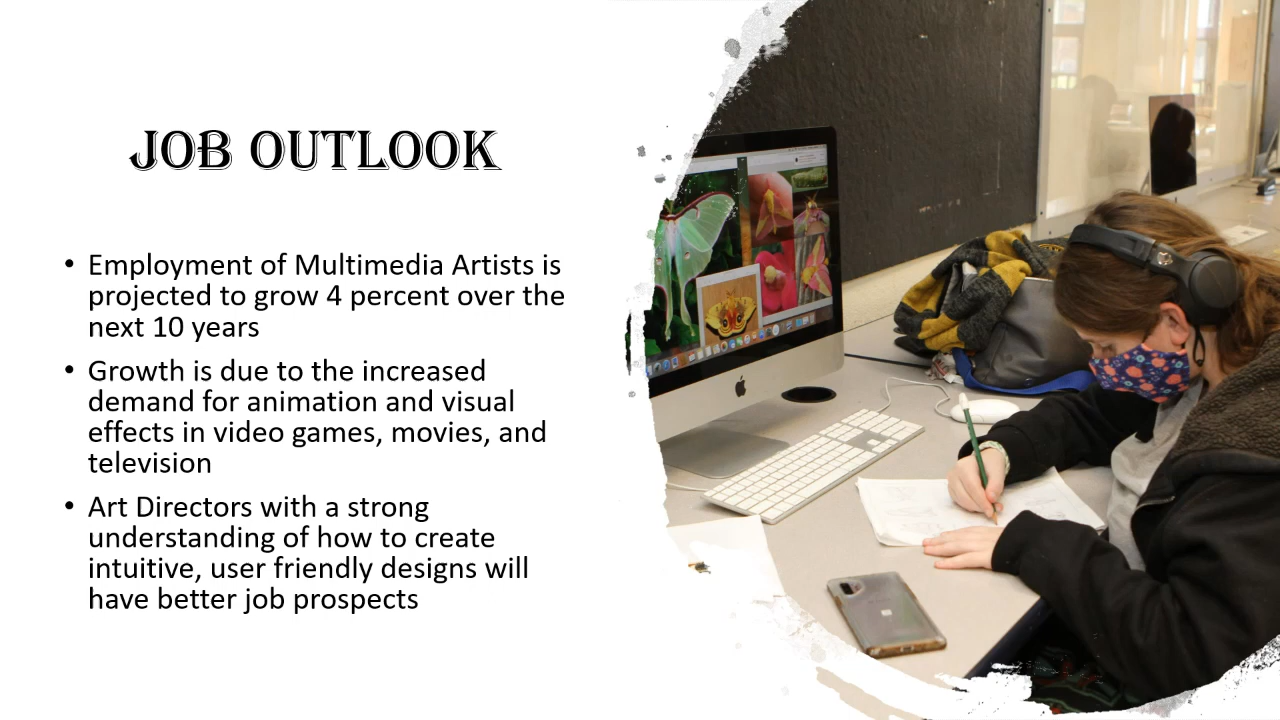 JOB OUTLOOK
• Employment of Multimedia Artists is
projected to grow 4 percent over the
next 10 years
• Growth is due to the increased
demand for animation and visual
effects in video games, movies, and
television
• Art Directors with a strong
understanding of how to create
intuitive, user friendly designs will
have better job prospects